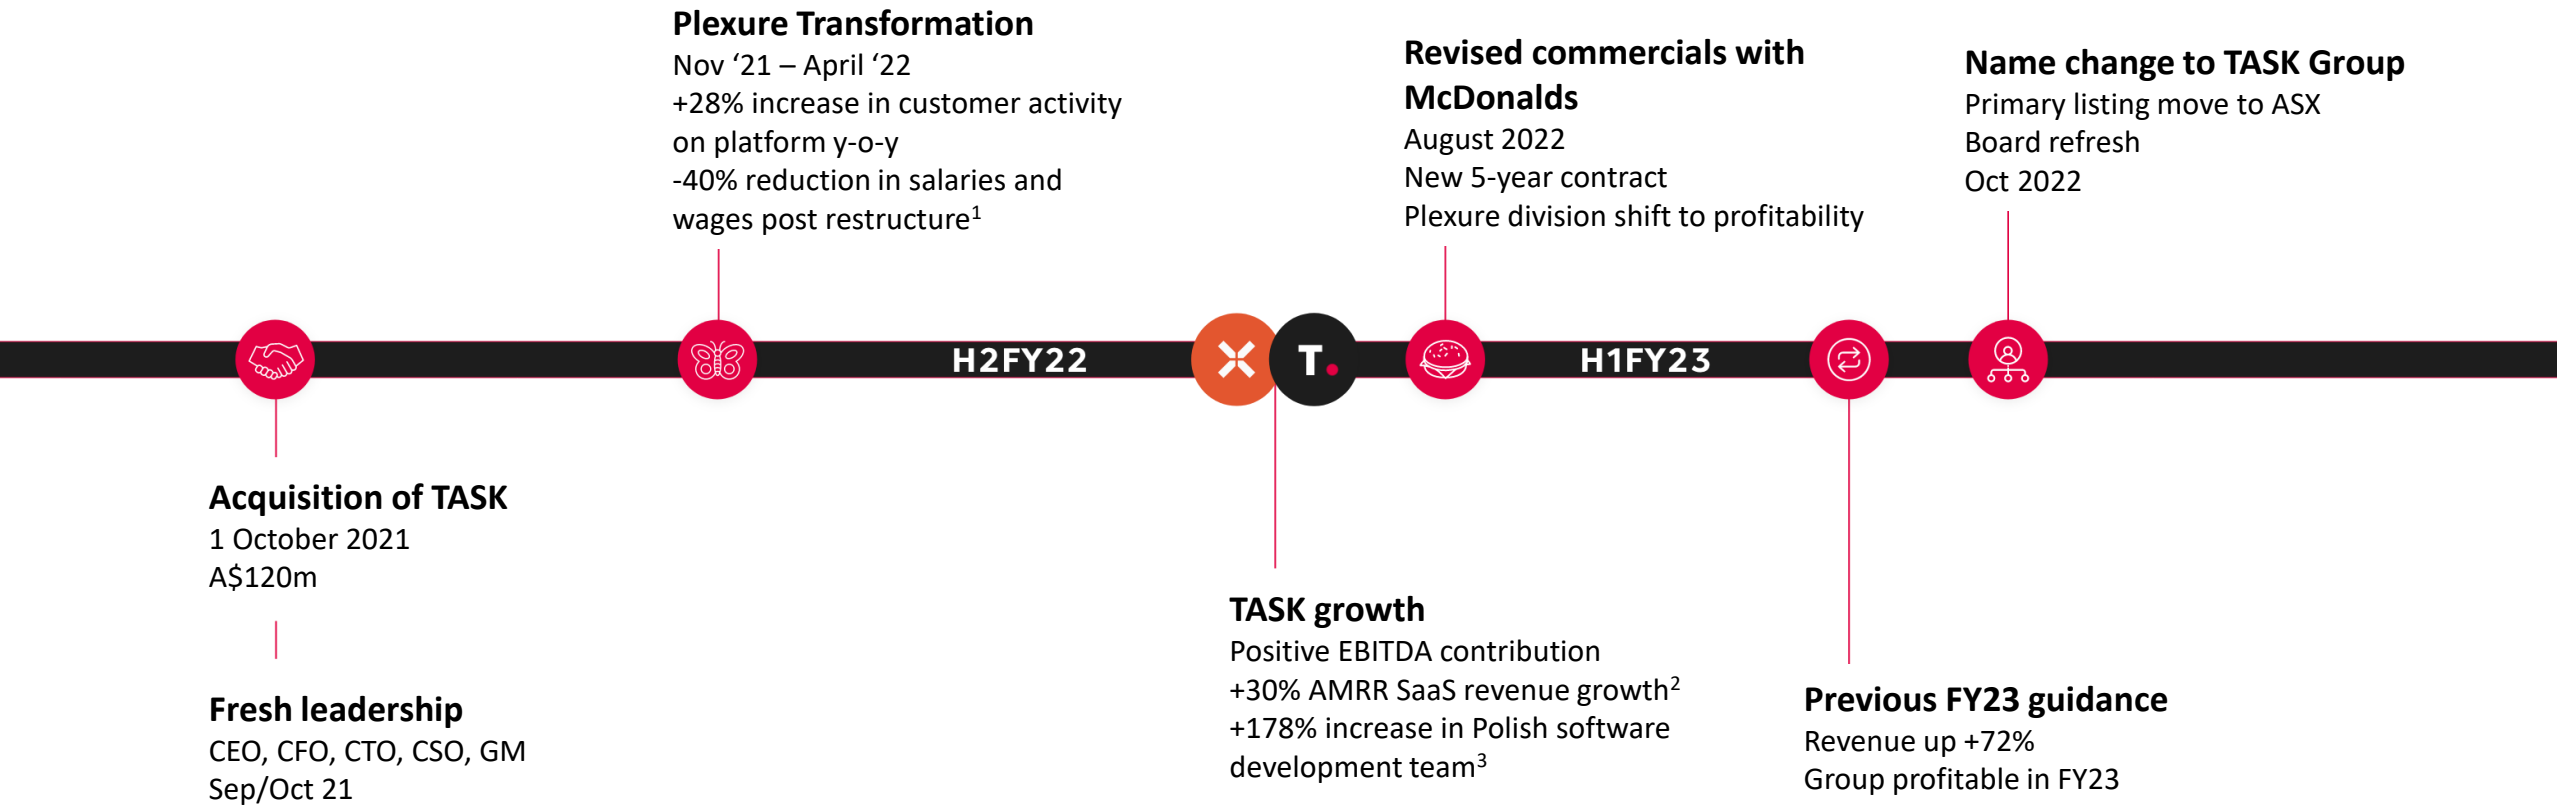 Plexure Transformation
Nov ‘21 – April ‘22
+28% increase in customer activity
on platform y-o-y
-40% reduction in salaries and
wages post restructure¹
Revised commercials with
McDonalds
August 2022
New 5-year contract
Plexure division shift to profitability
Name change to TASK Group
Primary listing move to ASX
Board refresh
Oct 2022
H2FY22
T.
H1FY23
Acquisition of TASK
1 October 2021
A$120m
Fresh leadership
CEO, CFO, CTO, CSO, GM
Sep/Oct 21
TASK growth
Positive EBITDA contribution
+30% AMRR SaaS revenue growth²
+178% increase in Polish software
development team³
Previous FY23 guidance
Revenue up +72%
Group profitable in FY23